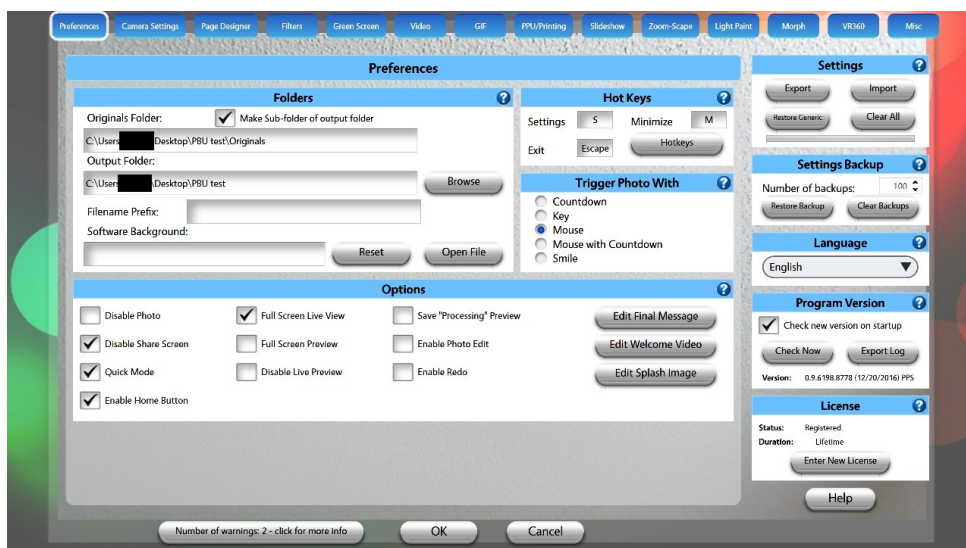 Preferences
Camera Settings
Page Designer
Filters
Green Screen
Video
GIF
PPU/Printing
Slideshow
Zoom-Scape
Light Paint
Morph
VR360
Misc
Preferences
Folders ?
Originals Folder: Make Sub-folder of output folder
C:\Users Desktop\PBU test\Originals
Output Folder:
C:\User \Desktop\PBU test Browse
Filename Prefix:
Software Background:
Reset Open File
Hot Keys ?
Settings S Minimize M
Exit Escape Hotkeys
Trigger Photo With ?
Countdown
Key
Mouse
Mouse with Countdown
Smile
Options ?
Disable Photo Full Screen Live View Save "Processing" Preview Edit Final Message
Disable Share Screen Full Screen Preview Enable Photo Edit Edit Welcome Video
Quick Mode Disable Live Preview Enable Redo Edit Splash Image
Enable Home Button
Settings ?
Export Import
Restore Generic Clear All
Settings Backup ?
Number of backups: 100
Restore Backup Clear Backups
Language ?
English
Program Version ?
Check new version on startup
Check Now Export Log
Version: 0.9.6198.8778 (12/20/2016) PPS
License ?
Status: Registered
Duration: Lifetime
Enter New License
Help
Number of warnings: 2 - click for more info OK Cancel